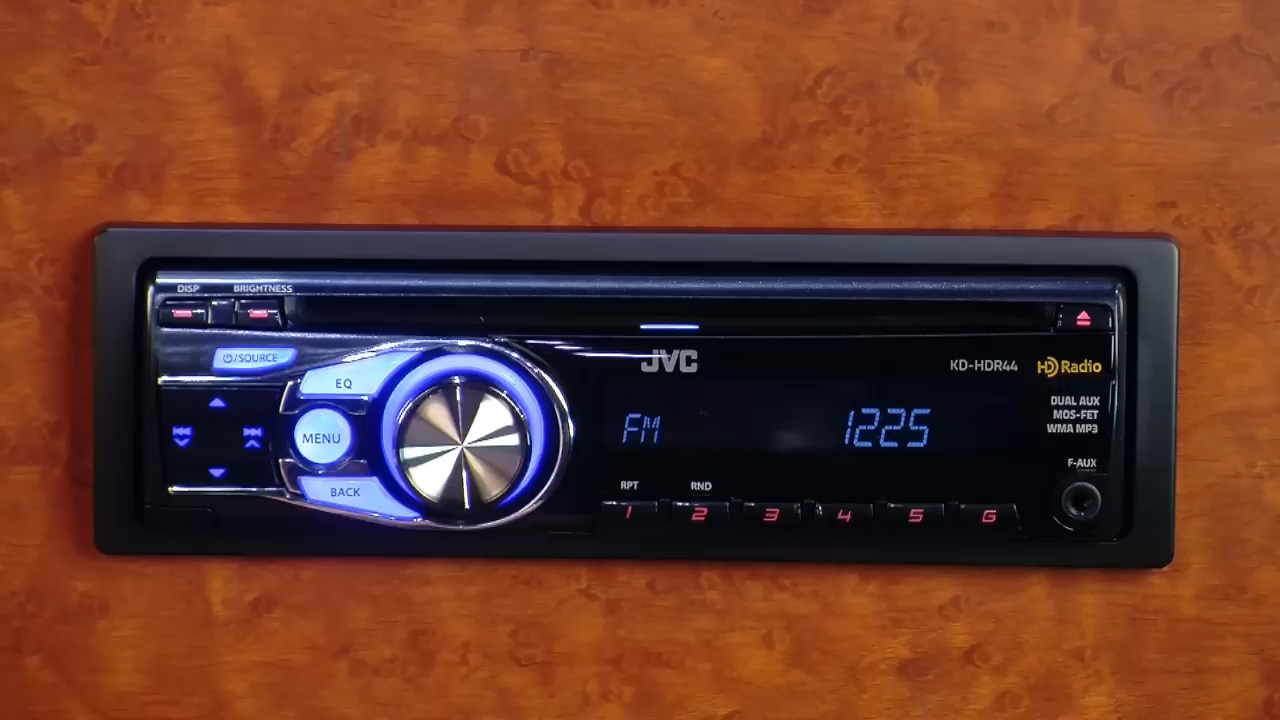 DISP BRIGHTNESS
⏻/SOURCE
EQ
MENU
BACK
JVC
KD-HDR44
HD Radio
DUAL AUX
MOS-FET
WMA MP3
FM 1225
F-AUX
RPT RND
1 2 3 4 5 6